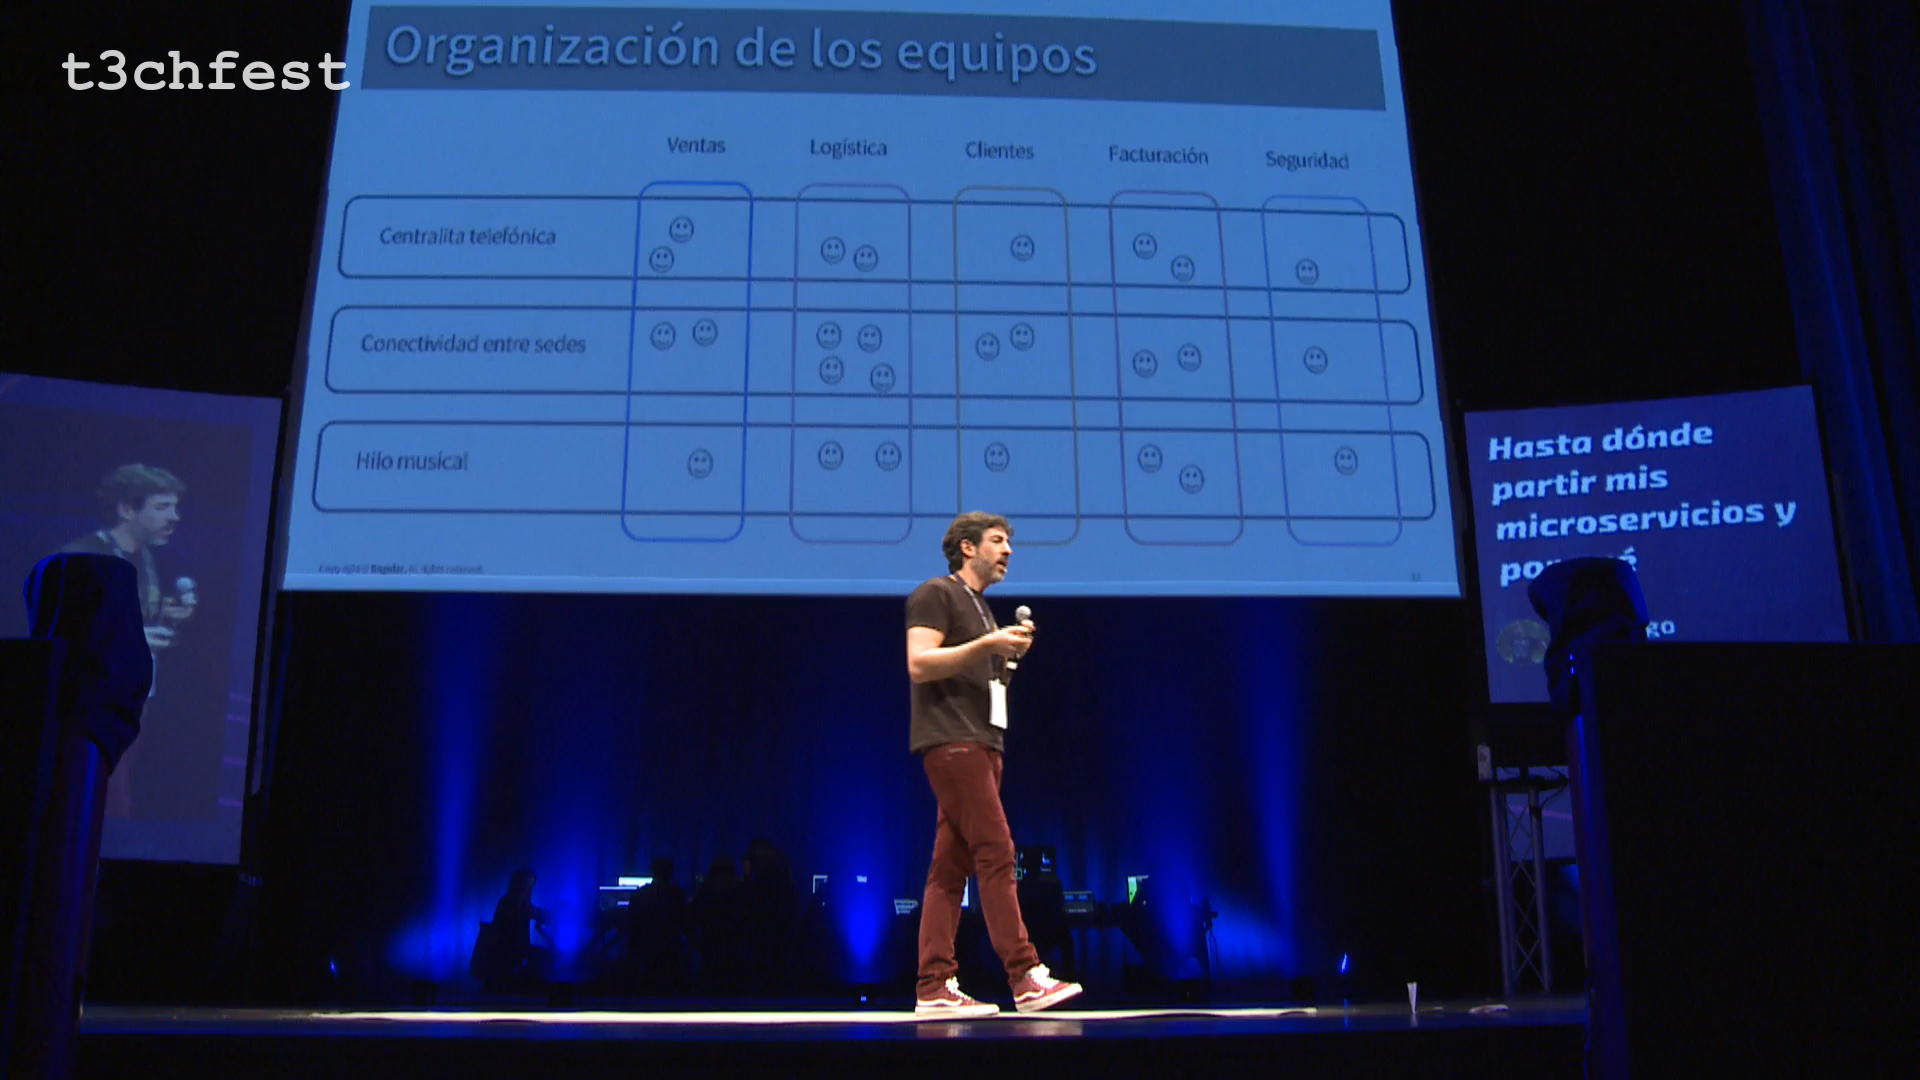 t3chfest
Organización de los equipos
Ventas
Logística
Clientes
Facturación
Seguridad
Centralita telefónica
Conectividad entre sedes
Hilo musical
Hasta dónde
partir mis
microservicios y